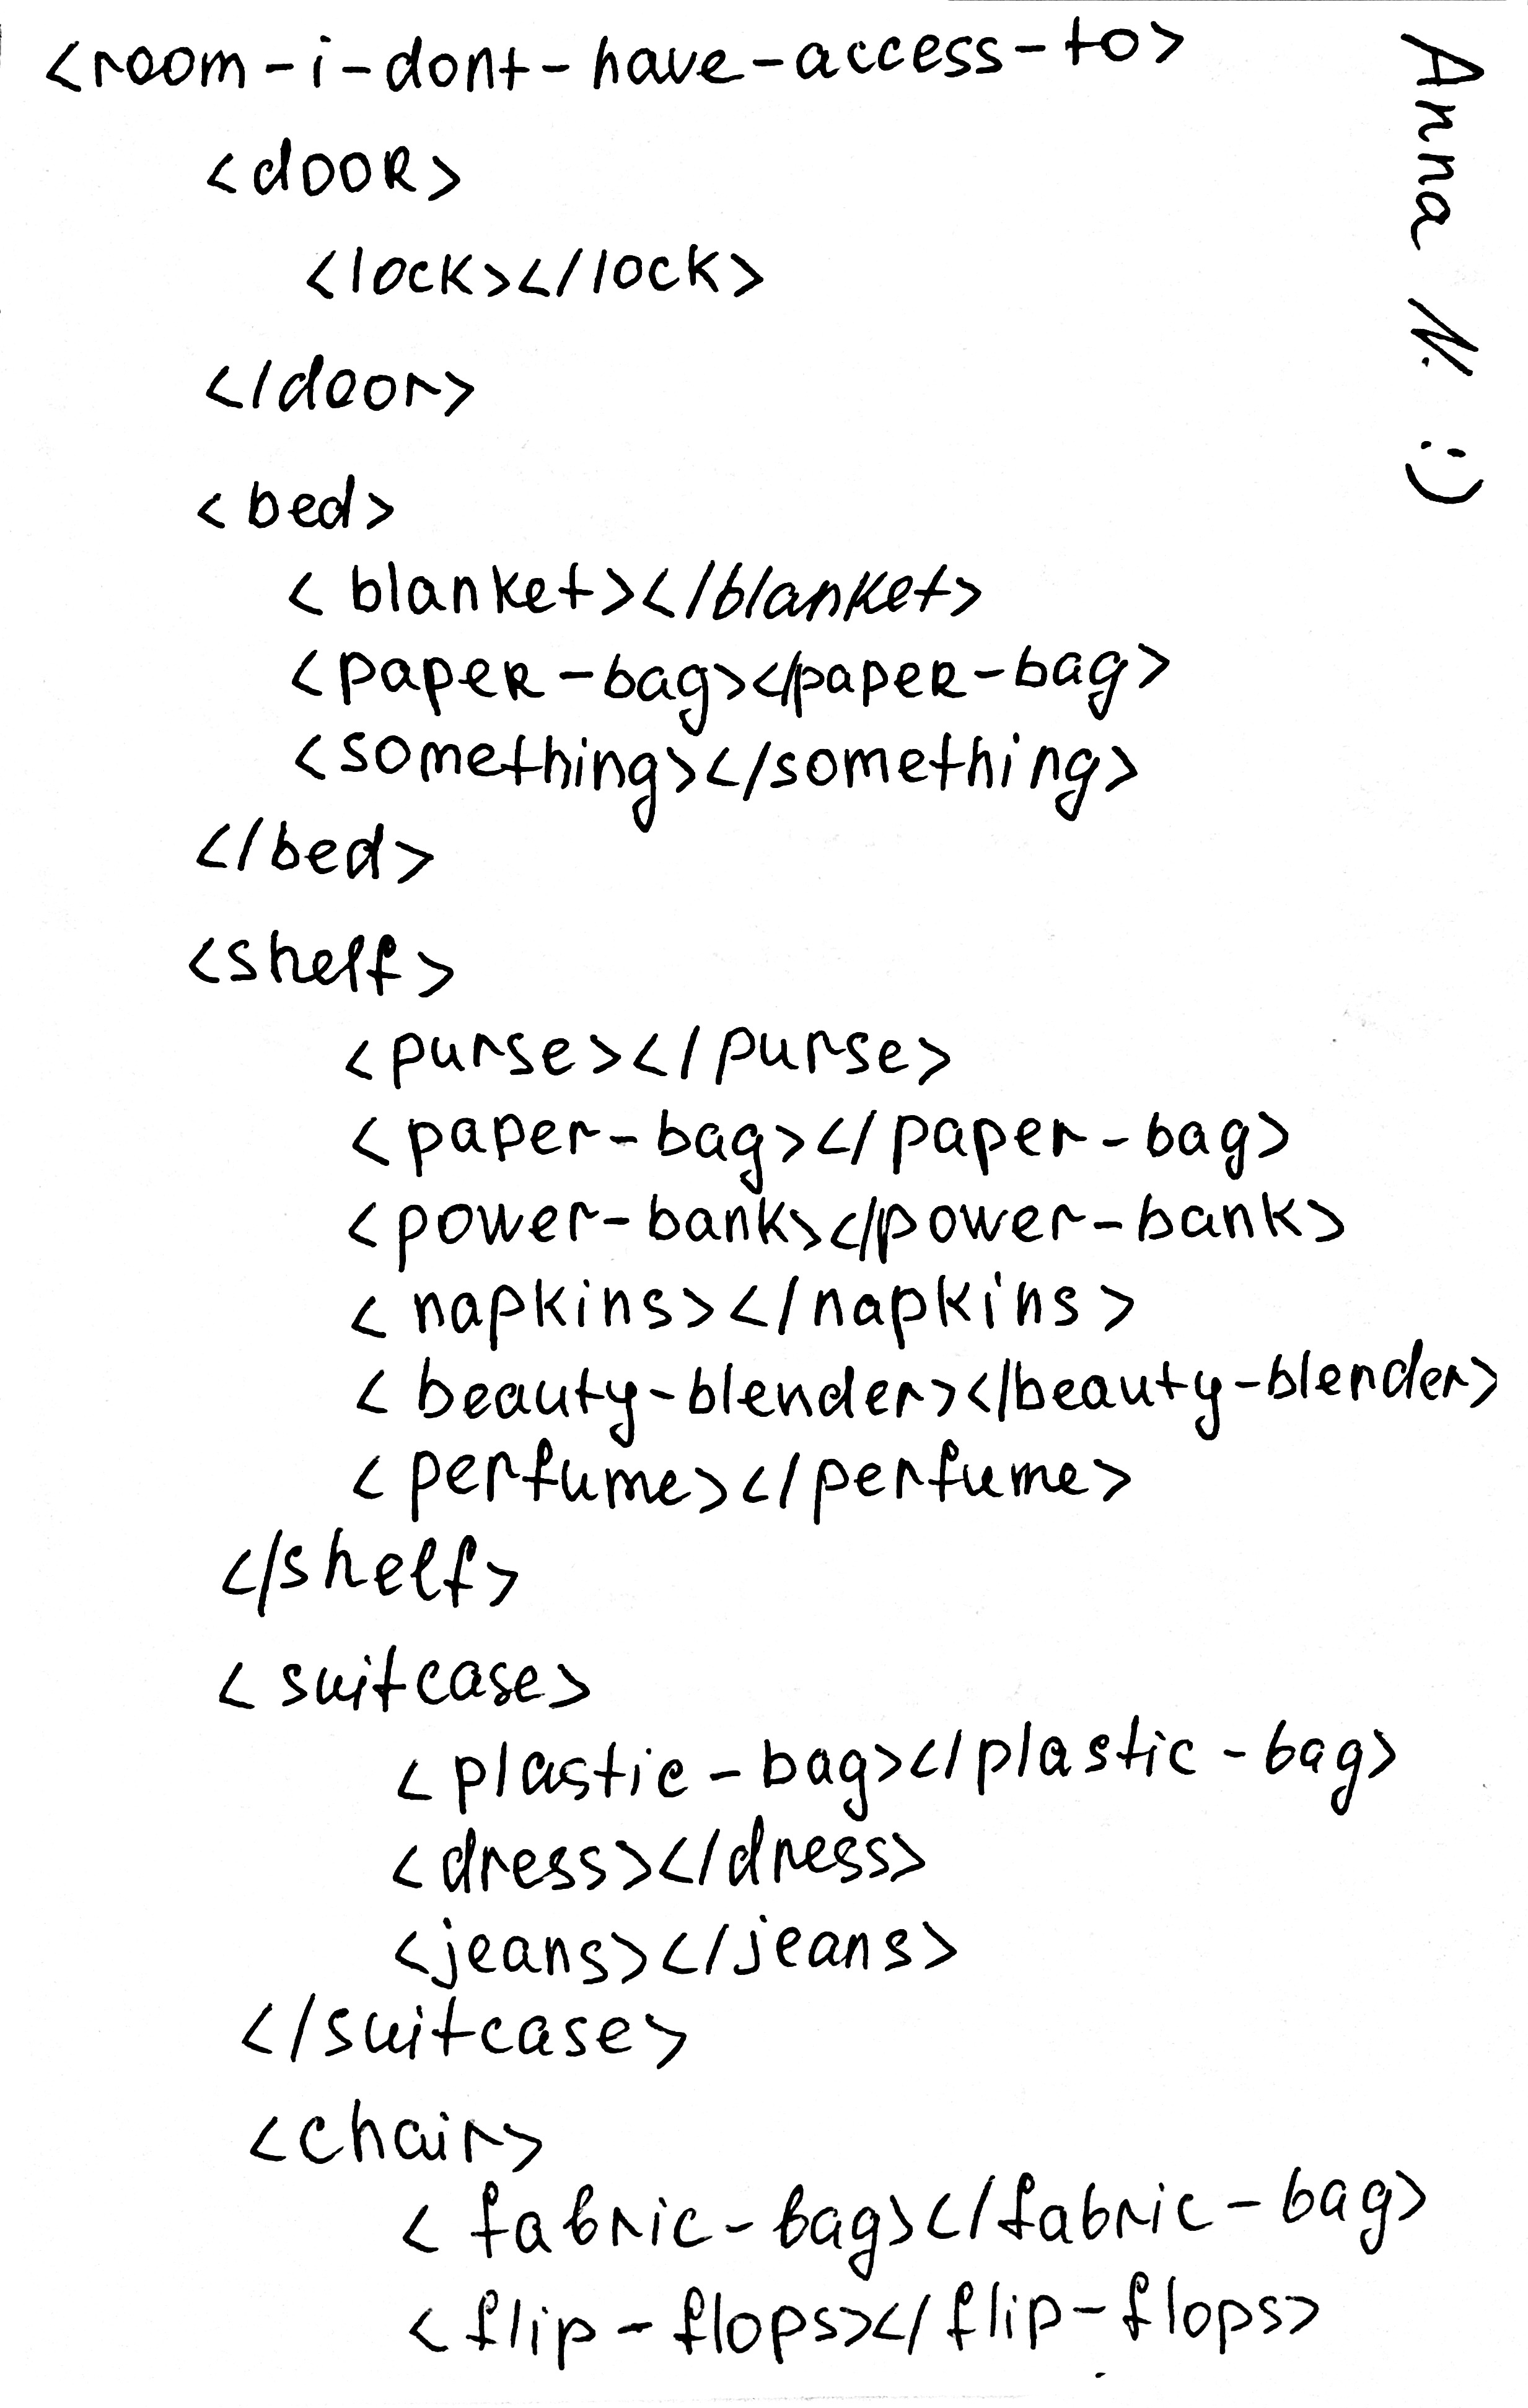 <room-i-dont-have-access-to>
<dooR>
<lock></lock>
</door>
<bed>
<blanket></blanket>
<papeR-bag></papeR-bag>
<something></something>
</bed>
<shelf>
<purse></purse>
<paper-bag></paper-bag>
<power-bank></power-bank>
<napkins></napkins>
<beauty-blender></beauty-blender>
<perfume></perfume>
</shelf>
<suitcase>
<plastic-bag></plastic-bag>
<dress></dress>
<jeans></jeans>
</suitcase>
<chair>
<fabric-bag></fabric-bag>
<flip-flops></flip-flops>
Anna N. :)